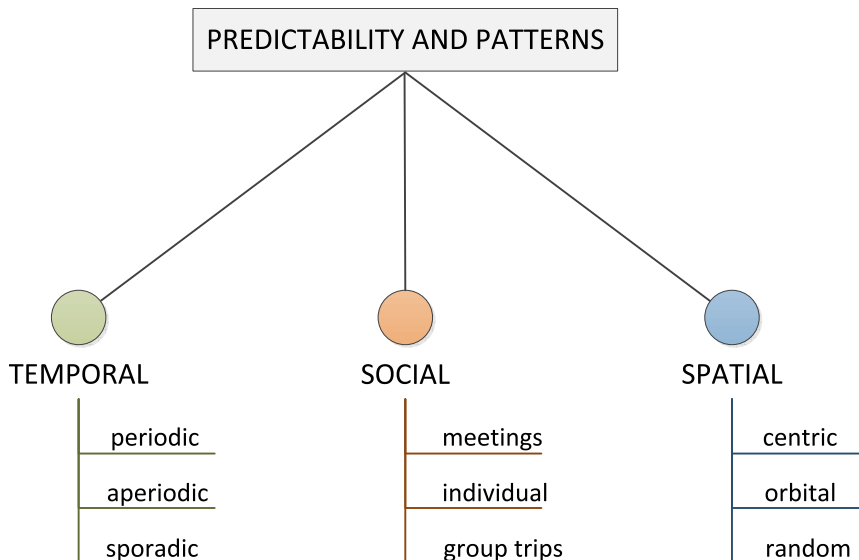 PREDICTABILITY AND PATTERNS
TEMPORAL
periodic
aperiodic
sporadic
SOCIAL
meetings
individual
group trips
SPATIAL
centric
orbital
random